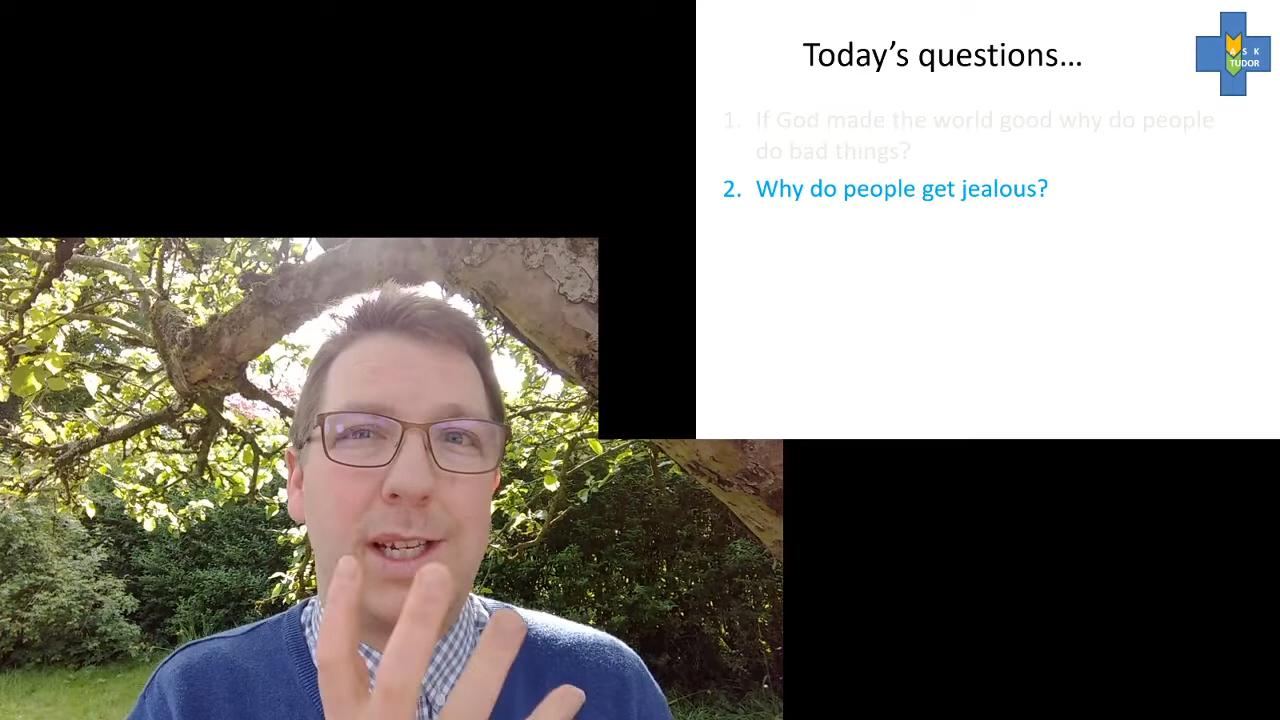 Today's questions…
A S K
TUDOR
1. If God made the world good why do people
do bad things?
2. Why do people get jealous?